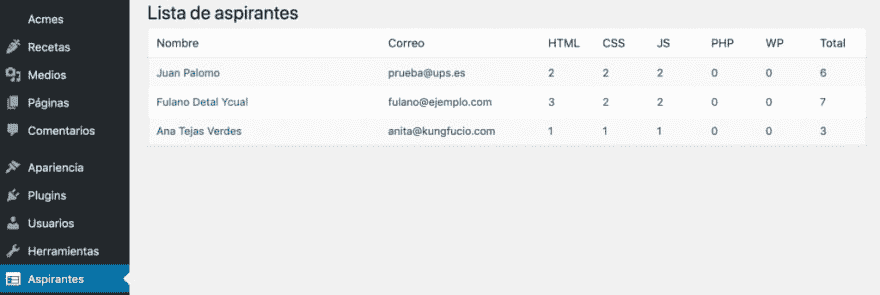 Acmes
Recetas
Medios
Páginas
Comentarios
Apariencia
Plugins
Usuarios
Herramientas
Aspirantes
Lista de aspirantes
Nombre Correo HTML CSS JS PHP WP Total
Juan Palomo prueba@ups.es 2 2 2 0 0 6
Fulano Detal Ycual fulano@ejemplo.com 3 2 2 0 0 7
Ana Tejas Verdes anita@kungfucio.com 1 1 1 0 0 3